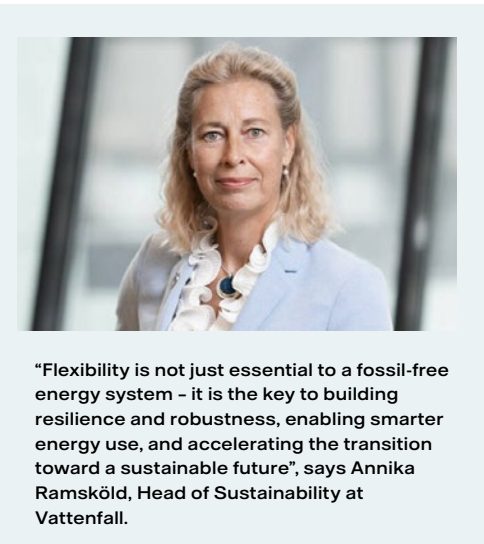 “Flexibility is not just essential to a fossil-free
energy system – it is the key to building
resilience and robustness, enabling smarter
energy use, and accelerating the transition
toward a sustainable future”, says Annika
Ramsköld, Head of Sustainability at
Vattenfall.